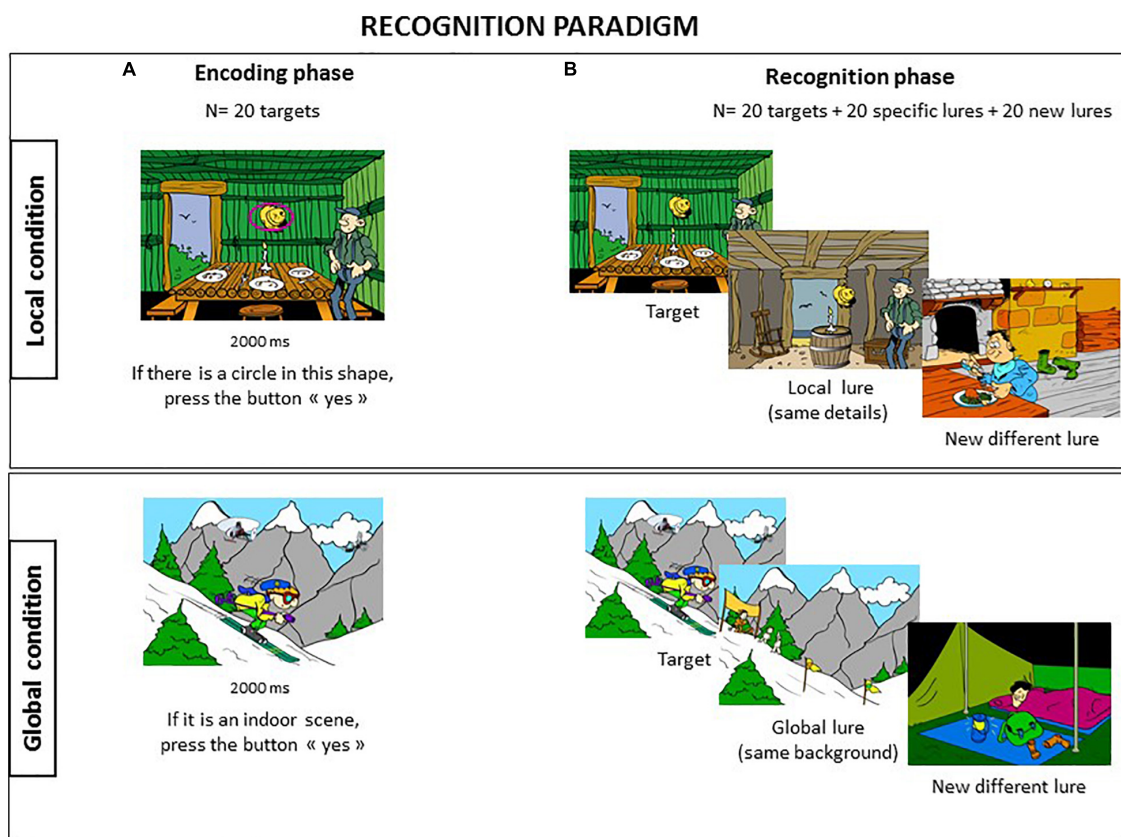 RECOGNITION PARADIGM
A
Encoding phase
N= 20 targets
B
Recognition phase
N= 20 targets + 20 specific lures + 20 new lures
Local condition
2000 ms
If there is a circle in this shape,
press the button « yes »
Target
Local lure
(same details)
New different lure
Global condition
2000 ms
If it is an indoor scene,
press the button « yes »
Target
Global lure
(same background)
New different lure